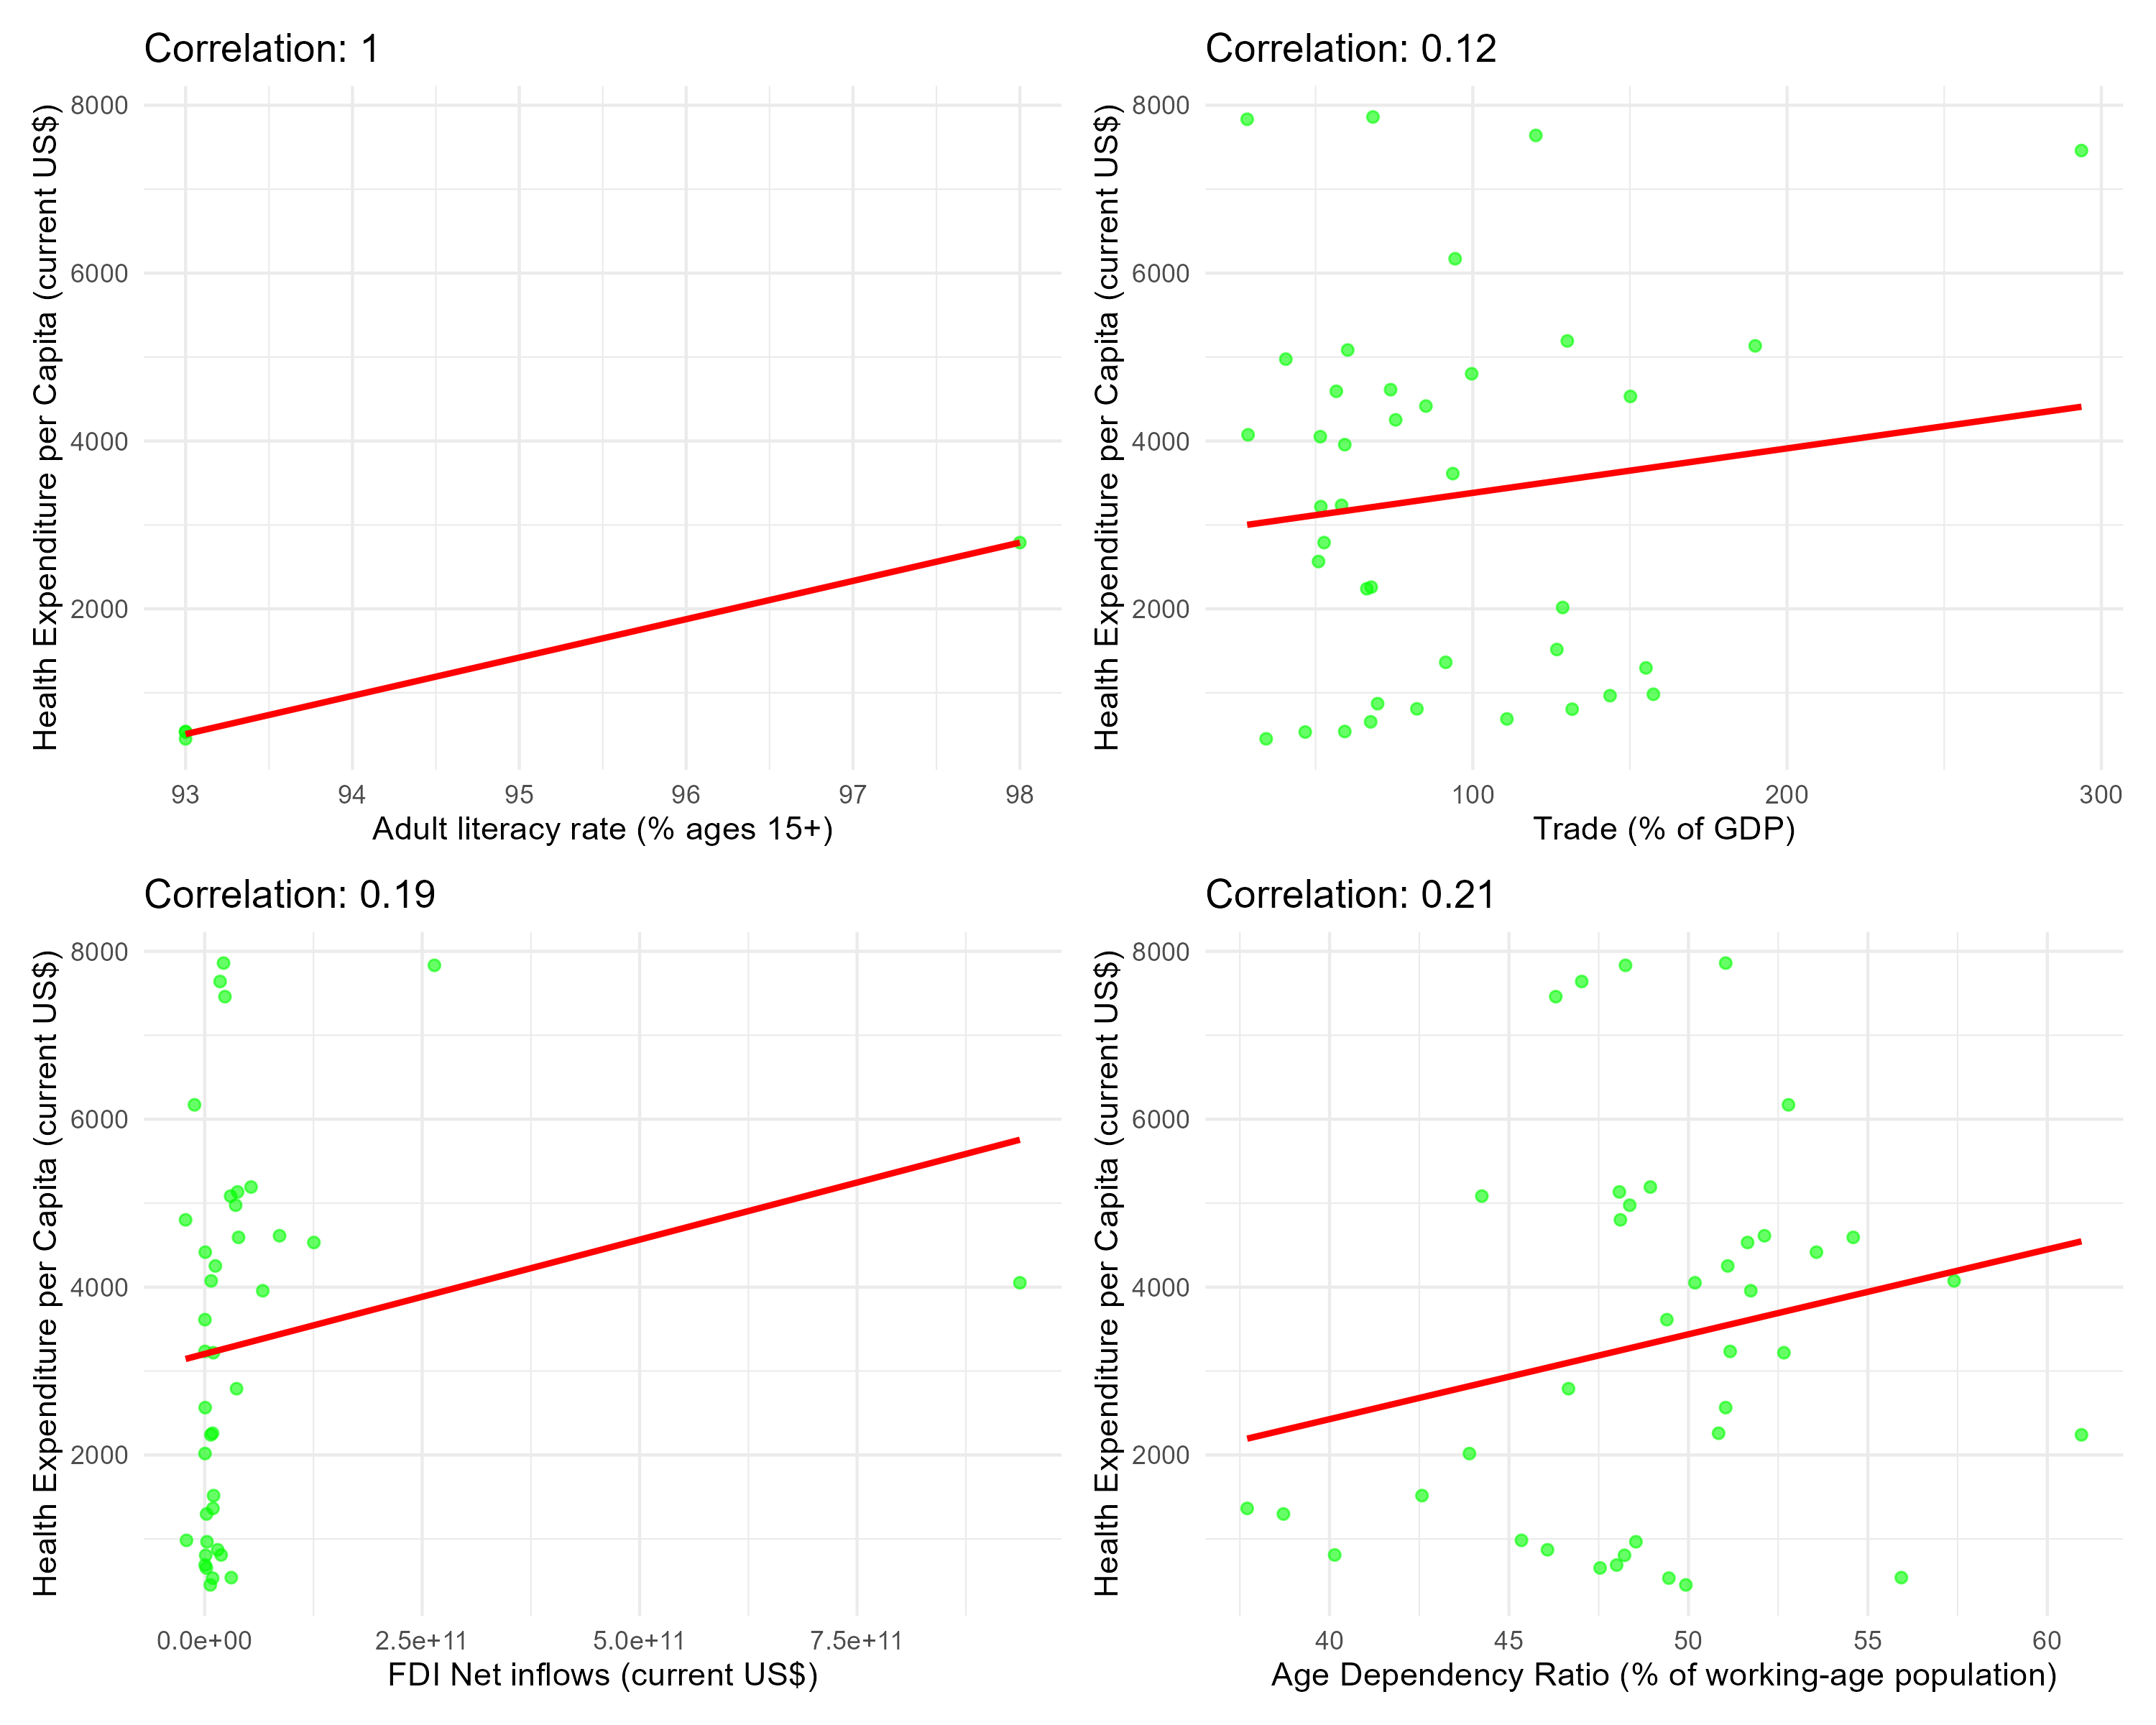 Correlation: 1
Health Expenditure per Capita (current US$)
8000
6000
4000
2000
93 94 95 96 97 98
Adult literacy rate (% ages 15+)
Correlation: 0.12
Health Expenditure per Capita (current US$)
8000
6000
4000
2000
100 200 300
Trade (% of GDP)
Correlation: 0.19
Health Expenditure per Capita (current US$)
8000
6000
4000
2000
0.0e+00 2.5e+11 5.0e+11 7.5e+11
FDI Net inflows (current US$)
Correlation: 0.21
Health Expenditure per Capita (current US$)
8000
6000
4000
2000
40 45 50 55 60
Age Dependency Ratio (% of working-age population)